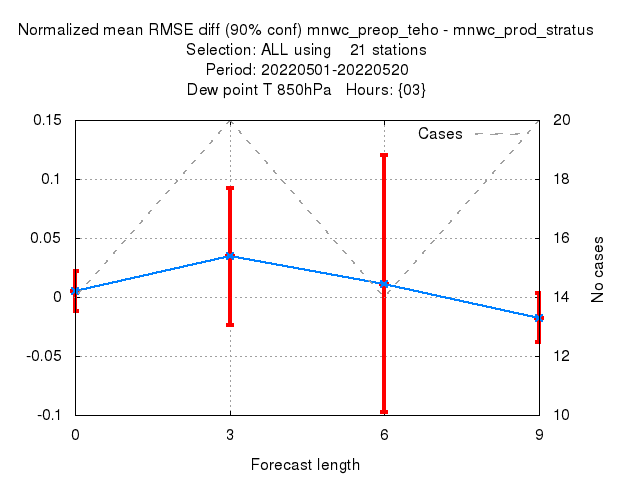 Normalized mean RMSE diff (90% conf) mnwc_preop_teho - mnwc_prod_stratus
Selection: ALL using    21 stations
Period: 20220501-20220520
Dew point T 850hPa   Hours: {03}
Cases
0.15
0.1
0.05
0
-0.05
-0.1
20
18
16
14
12
10
No cases
0
3
6
9
Forecast length